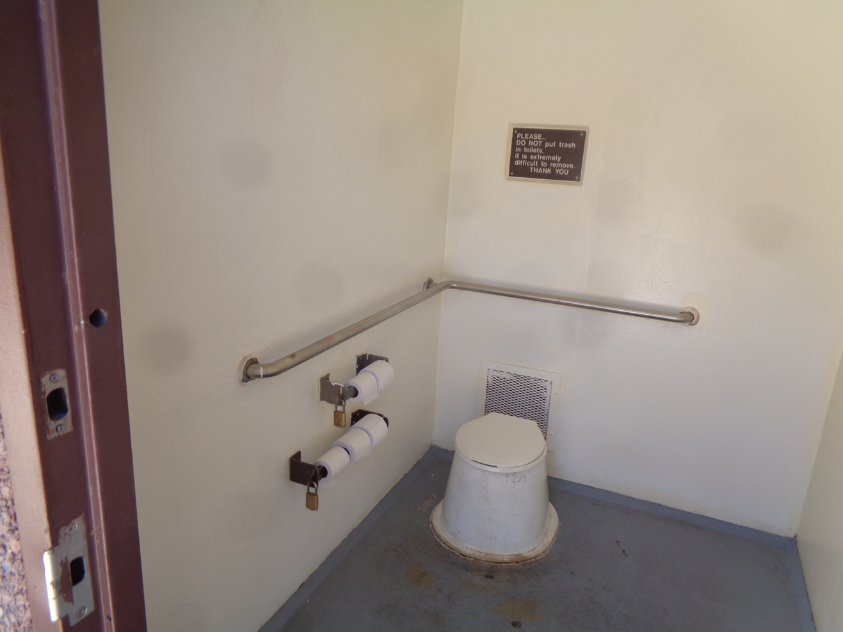 PLEASE...
DO NOT put trash
in toilets.
It is extremely
difficult to remove.
THANK YOU